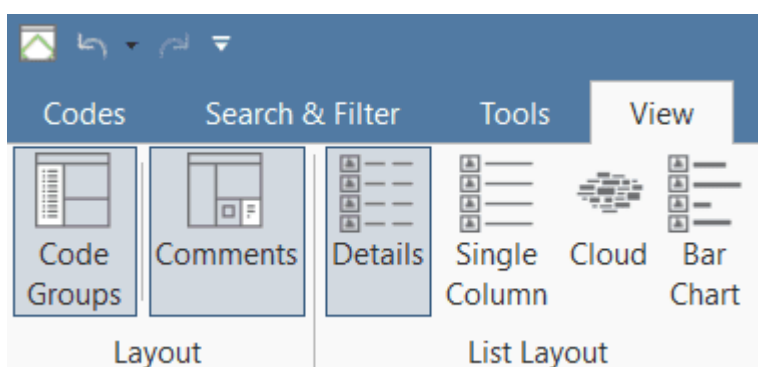 Codes Search & Filter Tools View
Code Groups Comments Details Single Column Cloud Bar Chart
Layout List Layout